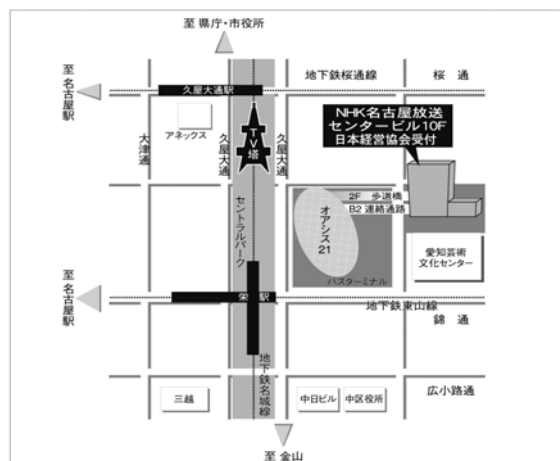 至 県庁・市役所
至 名古屋駅
久屋大通駅
地下鉄桜通線
桜 通
アネックス
大津通
久屋大通
TV塔
久屋大通
NHK名古屋放送
センタービル10F
日本経営協会受付
セントラルパーク
オアシス
21
2F 歩道橋
B2 連絡通路
愛知芸術
文化センター
バスターミナル
至 名古屋駅
栄駅
地下鉄東山線
錦 通
地下鉄名城線
三越
中日ビル
中区役所
広小路通
至 金山